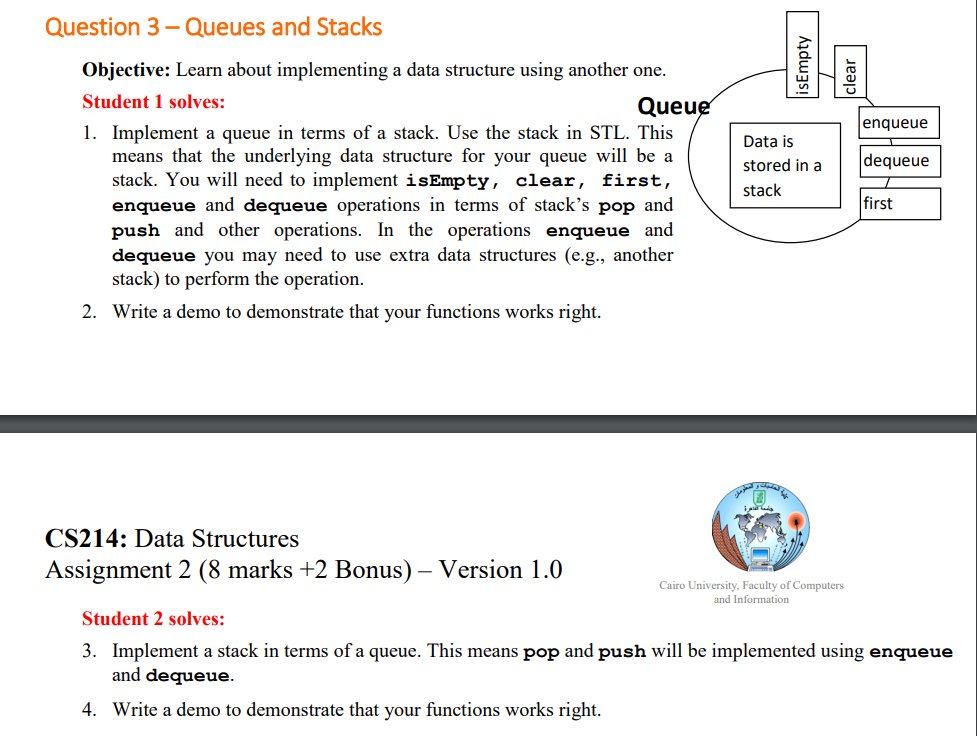 Question 3 – Queues and Stacks
Objective: Learn about implementing a data structure using another one.
Student 1 solves:
1. Implement a queue in terms of a stack. Use the stack in STL. This
means that the underlying data structure for your queue will be a
stack. You will need to implement isEmpty, clear, first,
enqueue and dequeue operations in terms of stack's pop and
push and other operations. In the operations enqueue and
dequeue you may need to use extra data structures (e.g., another
stack) to perform the operation.
2. Write a demo to demonstrate that your functions works right.
Queue
isEmpty
clear
enqueue
dequeue
first
Data is
stored in a
stack
CS214: Data Structures
Assignment 2 (8 marks +2 Bonus) – Version 1.0
Cairo University, Faculty of Computers
and Information
Student 2 solves:
3. Implement a stack in terms of a queue. This means pop and push will be implemented using enqueue
and dequeue.
4. Write a demo to demonstrate that your functions works right.